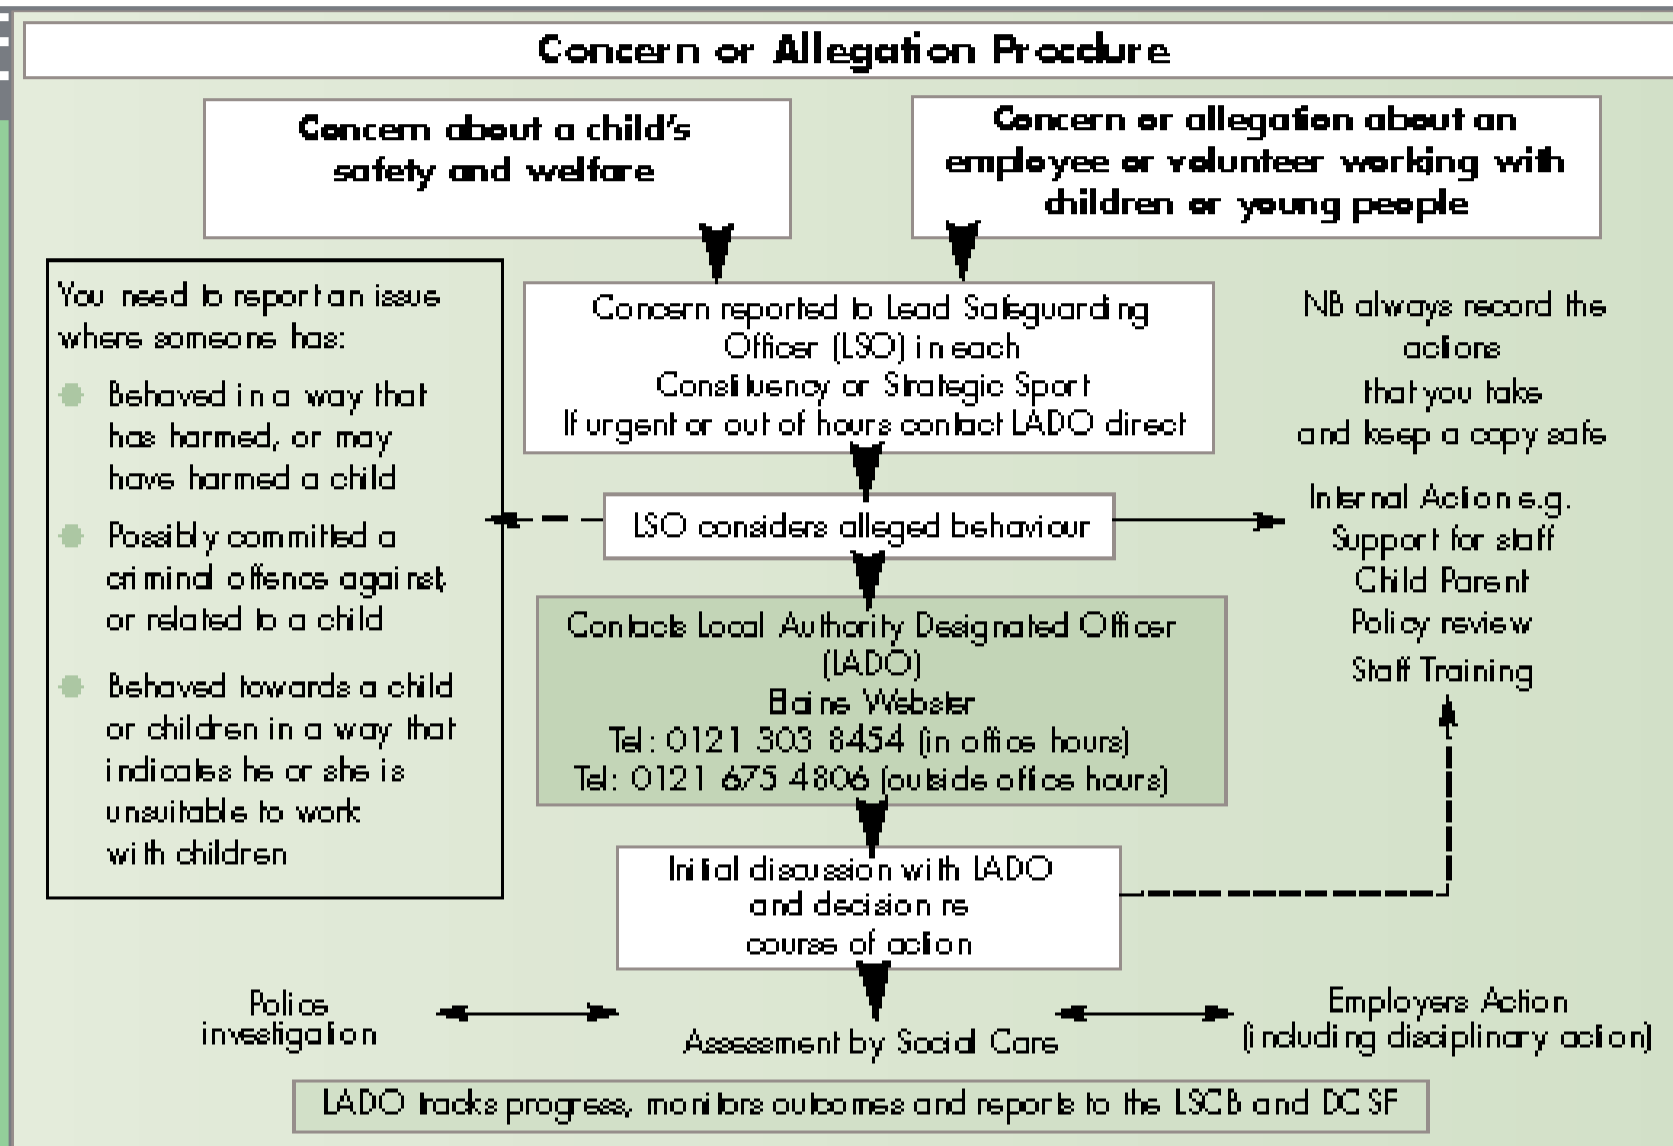 Concern or Allegation Procdure
Concern about a child's
safety and welfare
Concern or allegation about an
employee or volunteer working with
children or young people
You need to report an issue
where someone has:
Behaved in a way that
has harmed, or may
have harmed a child
Possibly committed a
criminal offence against,
or related to a child
Behaved towards a child
or children in a way that
indicates he or she is
unsuitable to work
with children
Concern reported to Lead Safeguarding
Officer (LSO) in each
Constituency or Strategic Sport
If urgent or out of hours contact LADO direct
NB always record the
actions
that you take
and keep a copy safe
LSO considers alleged behaviour
Internal Action e.g.
Support for staff
Child Parent
Policy review
Staff Training
Contacts Local Authority Designated Officer
(LADO)
Elaine Webster
Tel: 0121 303 8454 (in office hours)
Tel: 0121 675 4806 (outside office hours)
Initial discussion with LADO
and decision re
course of action
Police
investigation
Assessment by Social Care
Employers Action
(including disciplinary action)
LADO tracks progress, monitors outcomes and reports to the LSCB and DCSF